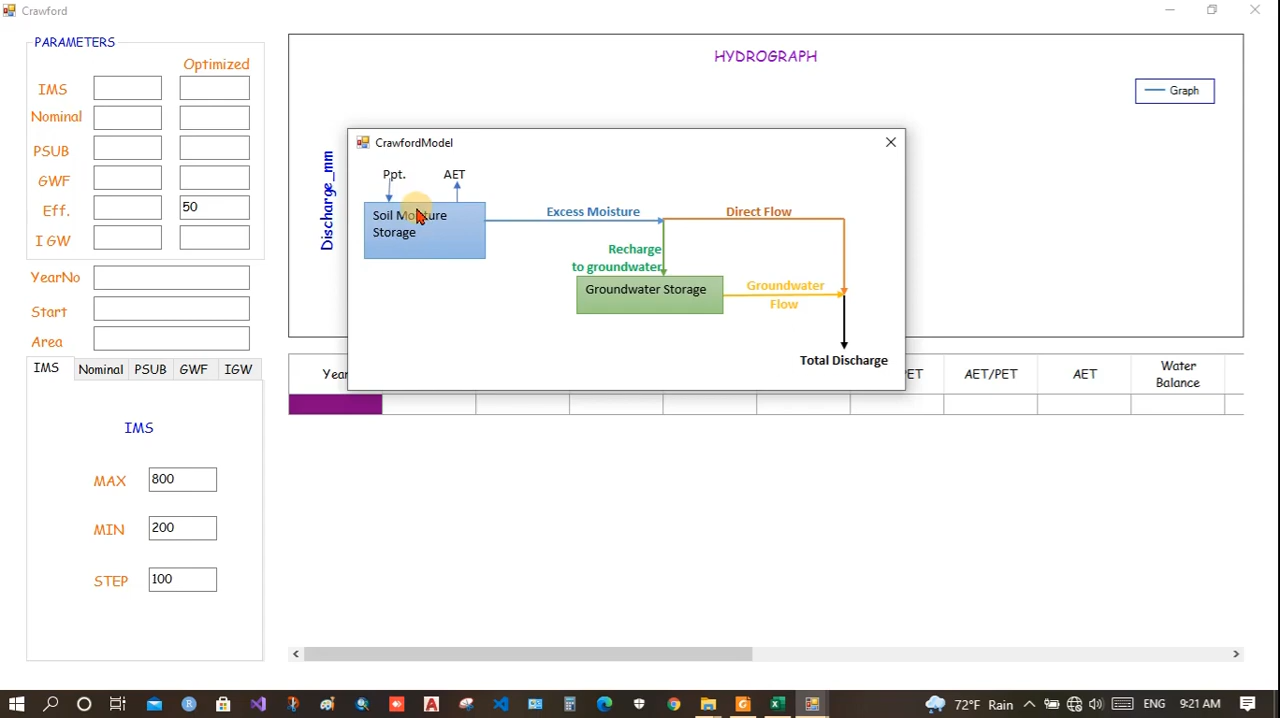 Crawford
PARAMETERS
Optimized
IMS
Nominal
PSUB
GWF
Eff.
50
I GW
YearNo
Start
Area
IMS
Nominal
PSUB
GWF
IGW
IMS
MAX
800
MIN
200
STEP
100
HYDROGRAPH
Graph
Discharge_mm
CrawfordModel
Ppt.
AET
Soil Moisture
Storage
Excess Moisture
Direct Flow
Recharge
to groundwater
Groundwater Storage
Groundwater
Flow
Total Discharge
Year
PET
AET/PET
AET
Water
Balance
72°F Rain
ENG
9:21 AM